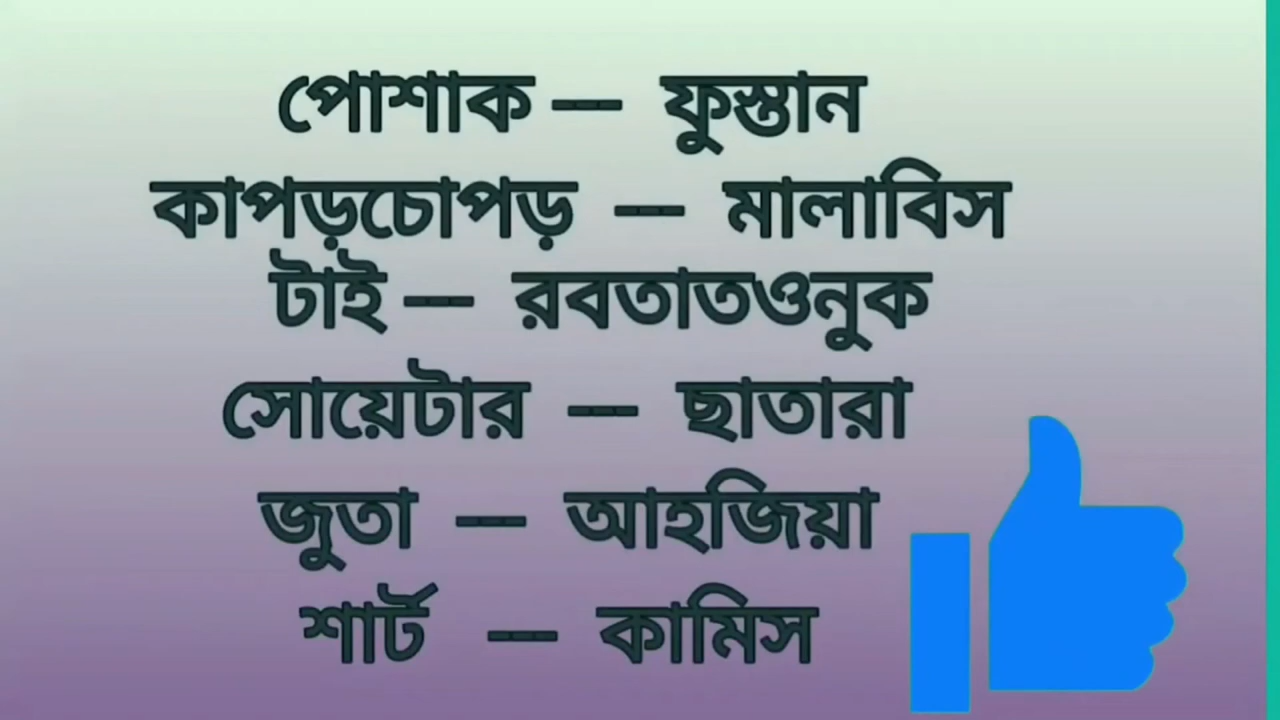 পোশাক — ফুস্তান
কাপড়চোপড় — মালাবিস
টাই — রবতাতওনুক
সোয়েটার — ছাতারা
জুতা — আহজিয়া
শার্ট — কামিস